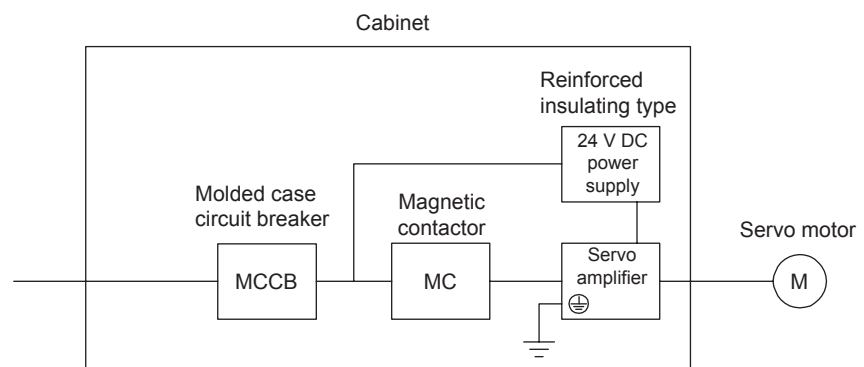 Cabinet
Reinforced
insulating type
24 V DC
power
supply
Molded case
circuit breaker
Magnetic
contactor
Servo motor
MCCB
MC
Servo
amplifier
M